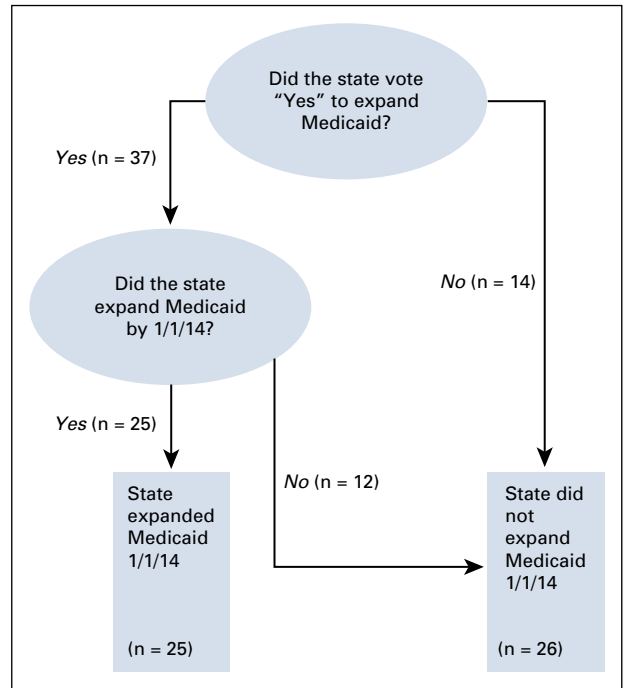 Did the state vote
“Yes” to expand
Medicaid?
Yes (n = 37)
No (n = 14)
Did the state
expand Medicaid
by 1/1/14?
Yes (n = 25)
No (n = 12)
State
expanded
Medicaid
1/1/14
(n = 25)
State did
not
expand
Medicaid
1/1/14
(n = 26)